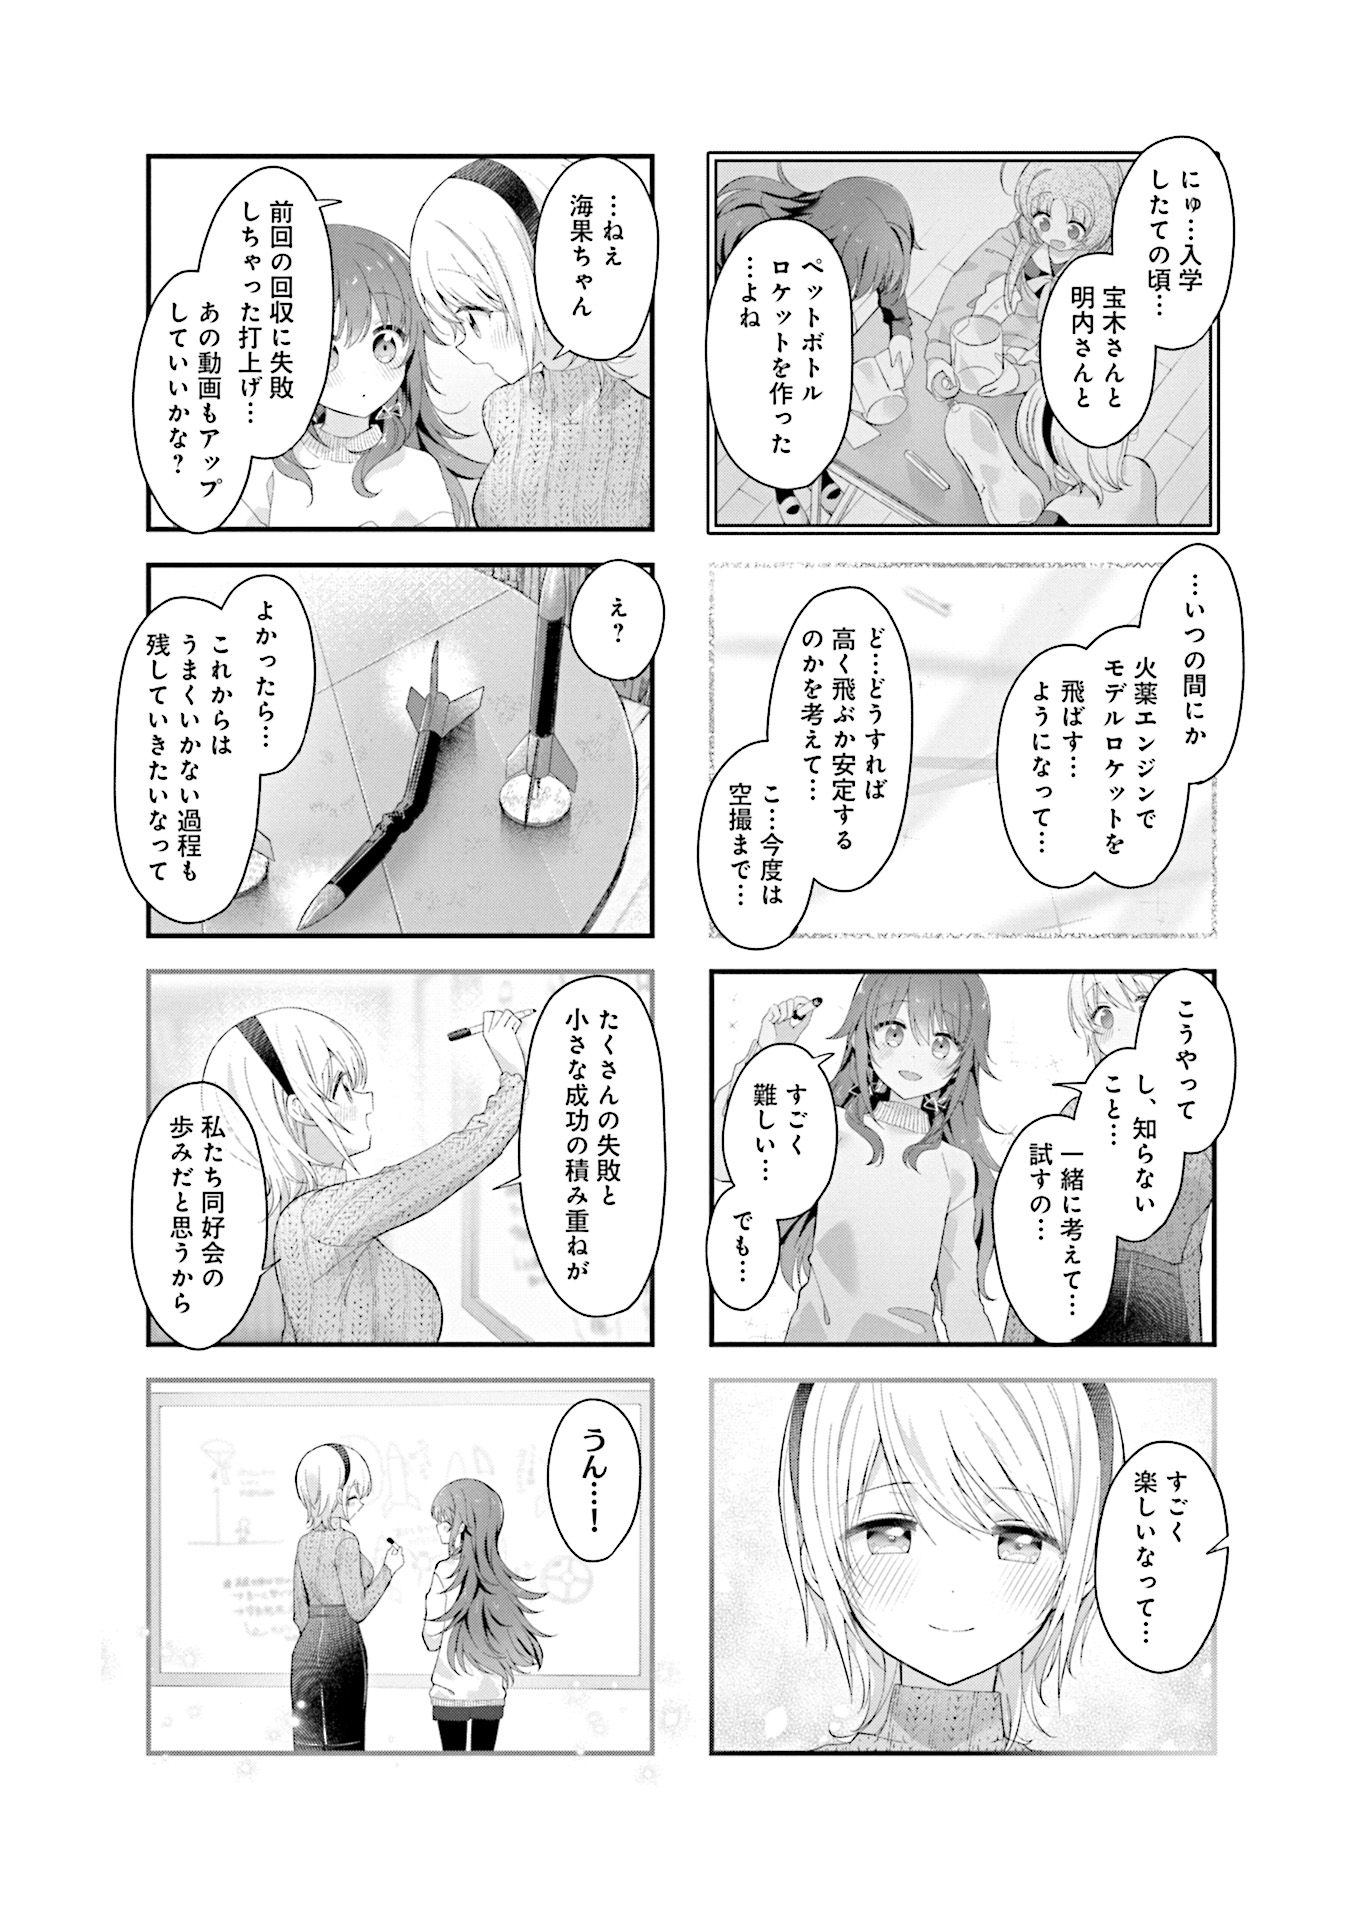 にゅ…入学
したての頃…
宝木さんと
明内さんと
ペットボトル
ロケットを作った
…よね
…いつの間にか
火薬エンジンで
モデルロケットを
飛ばす…
ようになって…
ど…どうすれば
高く飛ぶか安定する
のかを考えて…
こ…今度は
空撮まで…
こうやって
し、知らない
こと…
一緒に考えて…
試すの…
すごく
難しい…
でも…
すごく
楽しいなって…
…ねえ
海果ちゃん
前回の回収に失敗
しちゃった打上げ…
あの動画もアップ
していいかな?
え?
よかったら…
これからは
うまくいかない過程も
残していきたいなって
たくさんの失敗と
小さな成功の積み重ねが
私たち同好会の
歩みだと思うから
うん…!